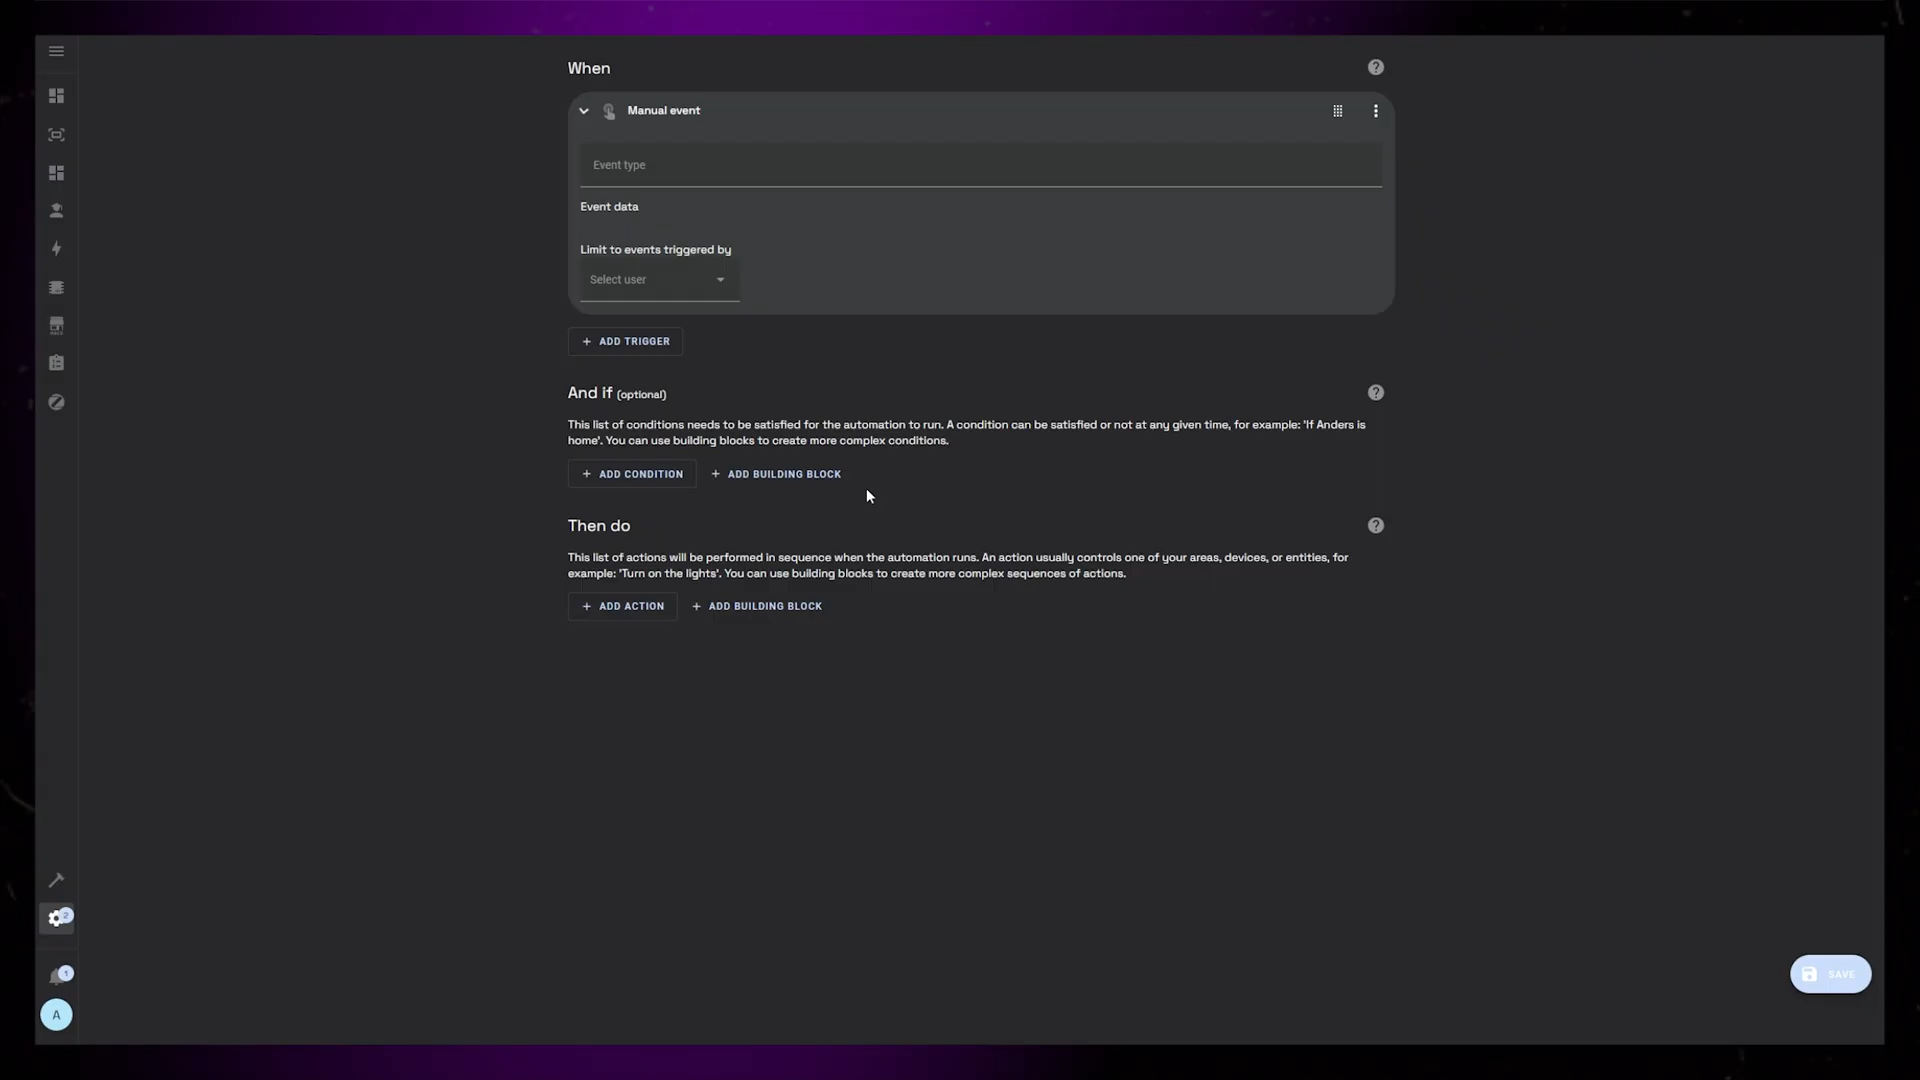 When
Manual event
Event type
Event data
Limit to events triggered by
Select user
+ ADD TRIGGER
And if (optional)
This list of conditions needs to be satisfied for the automation to run. A condition can be satisfied or not at any given time, for example: 'If Anders is
home'. You can use building blocks to create more complex conditions.
+ ADD CONDITION + ADD BUILDING BLOCK
Then do
This list of actions will be performed in sequence when the automation runs. An action usually controls one of your areas, devices, or entities, for
example: 'Turn on the lights'. You can use building blocks to create more complex sequences of actions.
+ ADD ACTION + ADD BUILDING BLOCK
2
1
SAVE
A